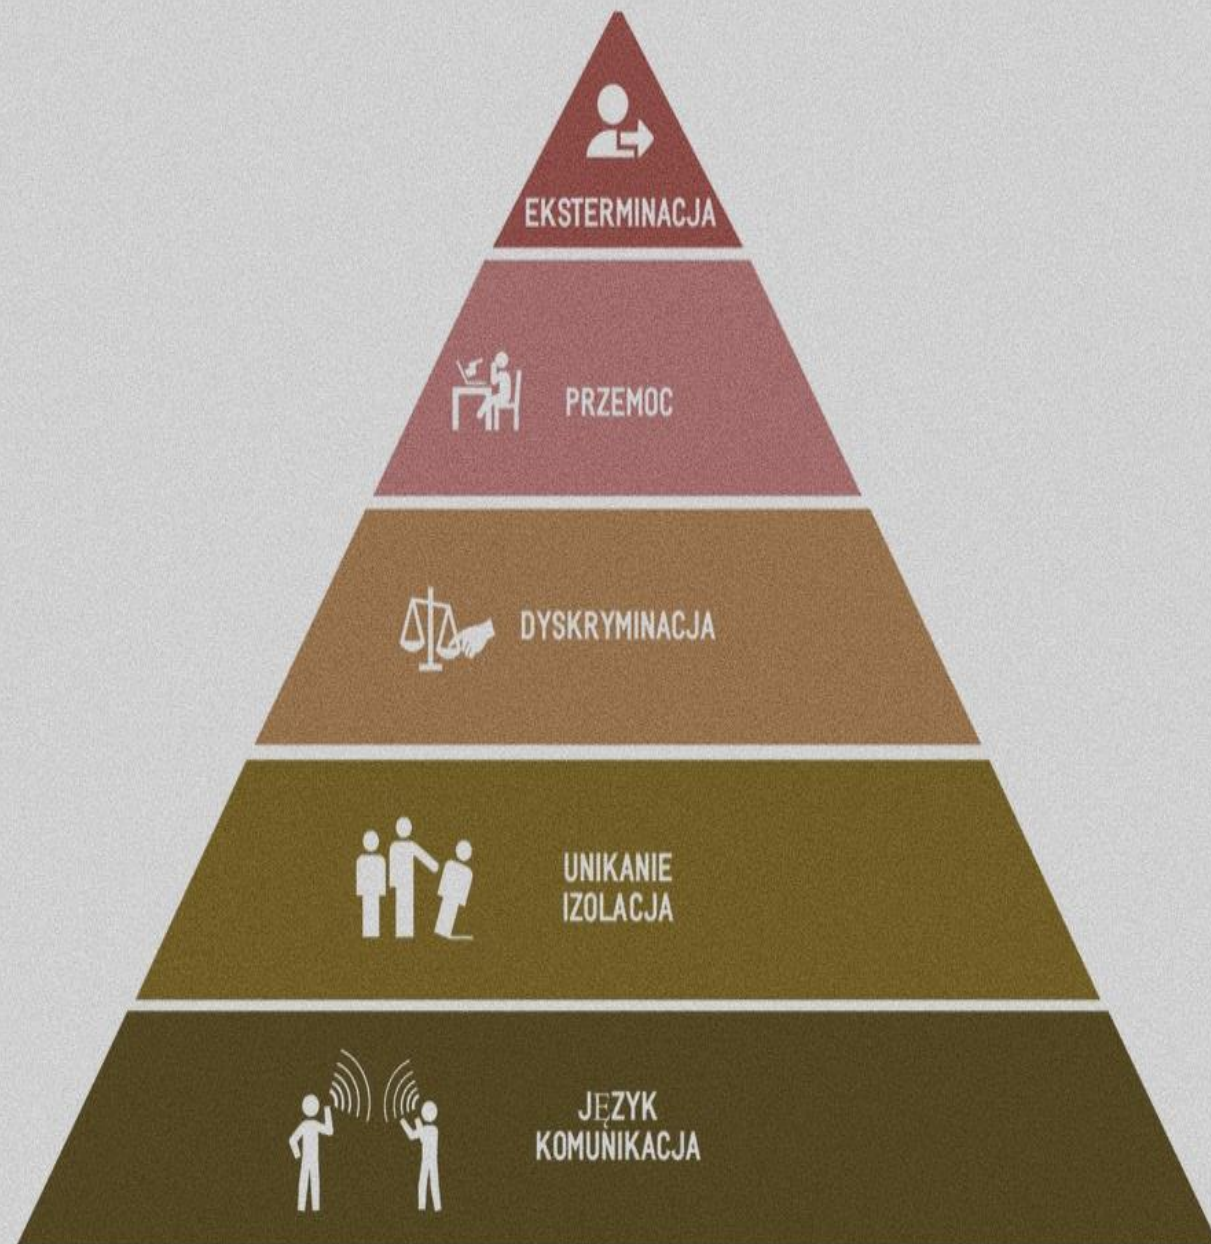 EKSTERMINACJA
PRZEMOC
DYSKRYMINACJA
UNIKANIE
IZOLACJA
JĘZYK
KOMUNIKACJA